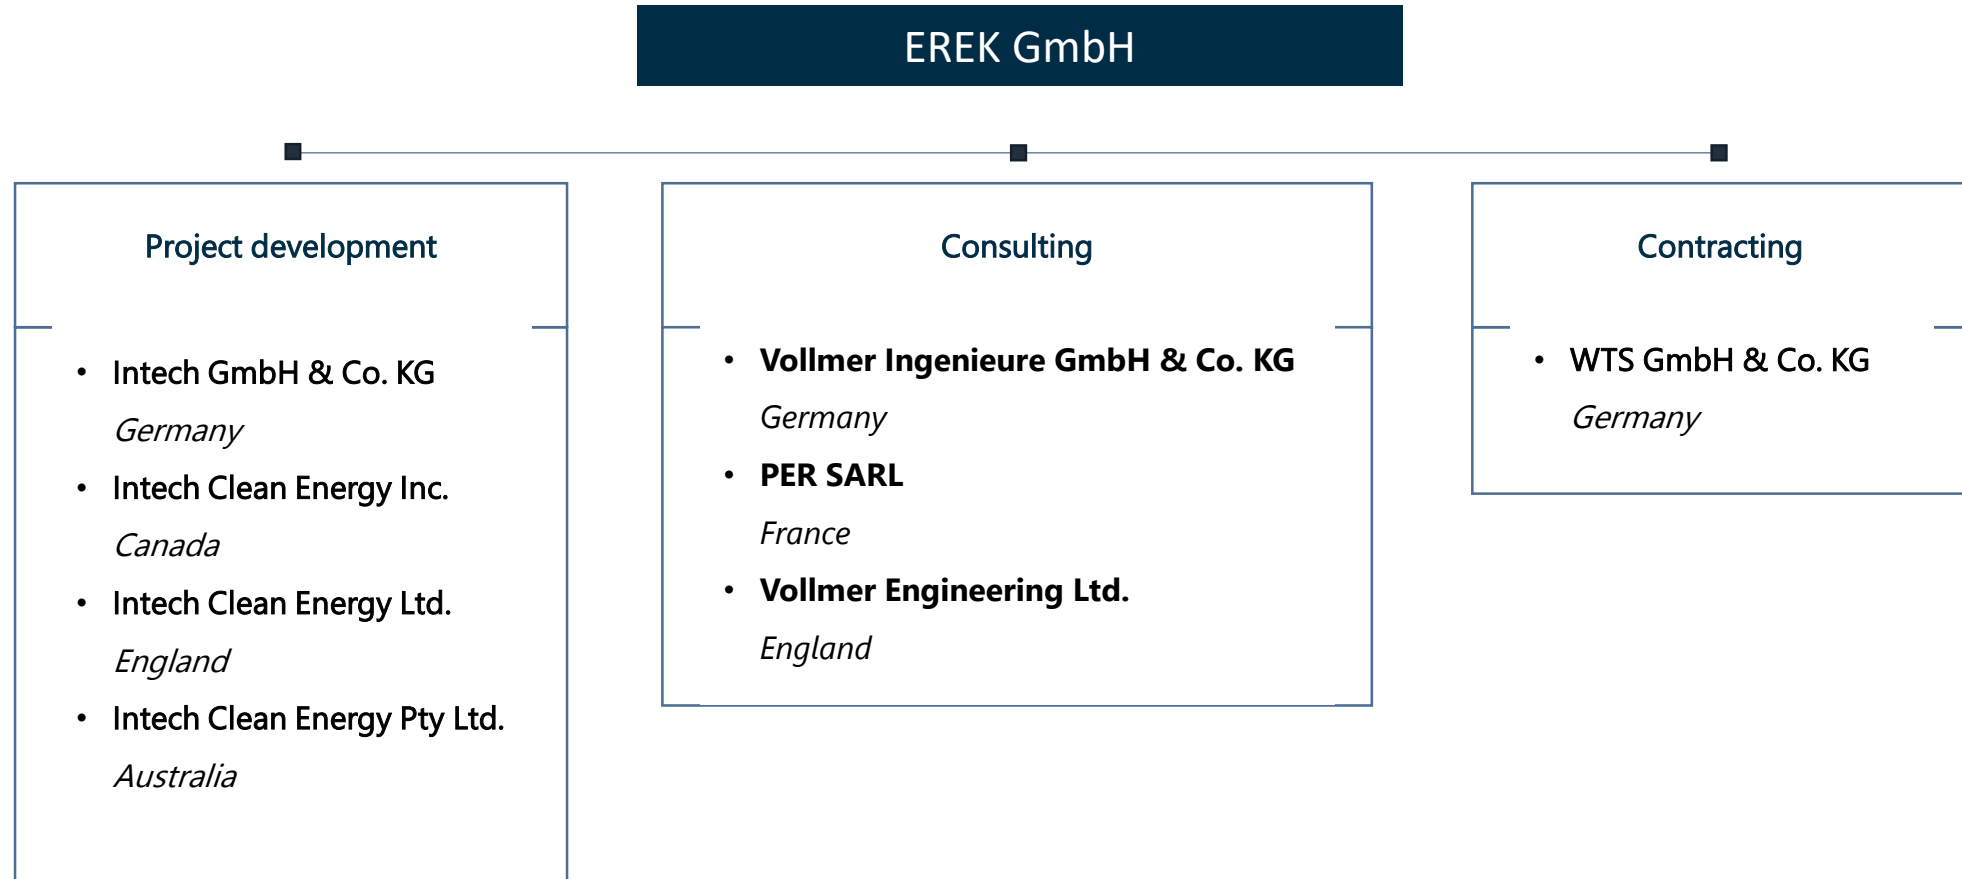 EREK GmbH
Project development
• Intech GmbH & Co. KG
Germany
• Intech Clean Energy Inc.
Canada
• Intech Clean Energy Ltd.
England
• Intech Clean Energy Pty Ltd.
Australia
Consulting
• Vollmer Ingenieure GmbH & Co. KG
Germany
• PER SARL
France
• Vollmer Engineering Ltd.
England
Contracting
• WTS GmbH & Co. KG
Germany